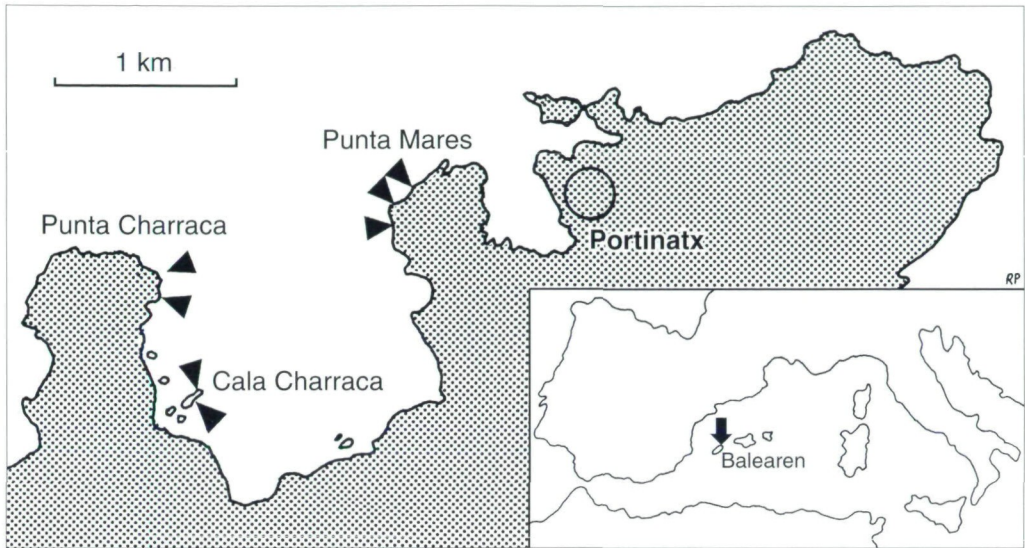 1 km
Punta Mares
Punta Charraca
Portinatx
RP
Cala Charraca
Balearen